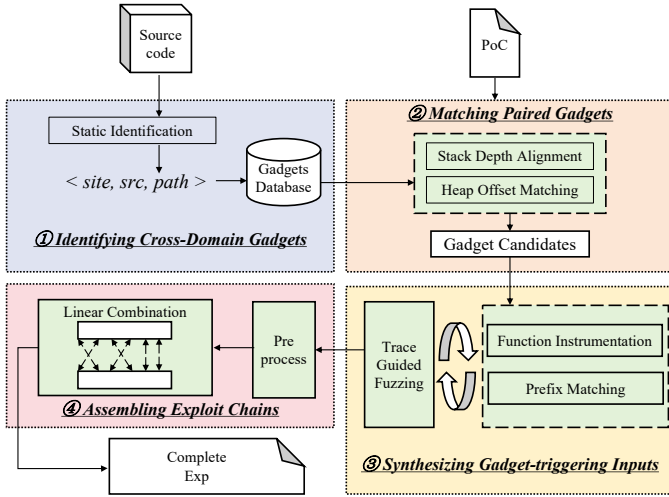 Source
code
PoC
Static Identification
< site, src, path >
Gadgets
Database
① Identifying Cross-Domain Gadgets
② Matching Paired Gadgets
Stack Depth Alignment
Heap Offset Matching
Gadget Candidates
Function Instrumentation
Prefix Matching
Trace
Guided
Fuzzing
③ Synthesizing Gadget-triggering Inputs
Pre
process
Linear Combination
④ Assembling Exploit Chains
Complete
Exp